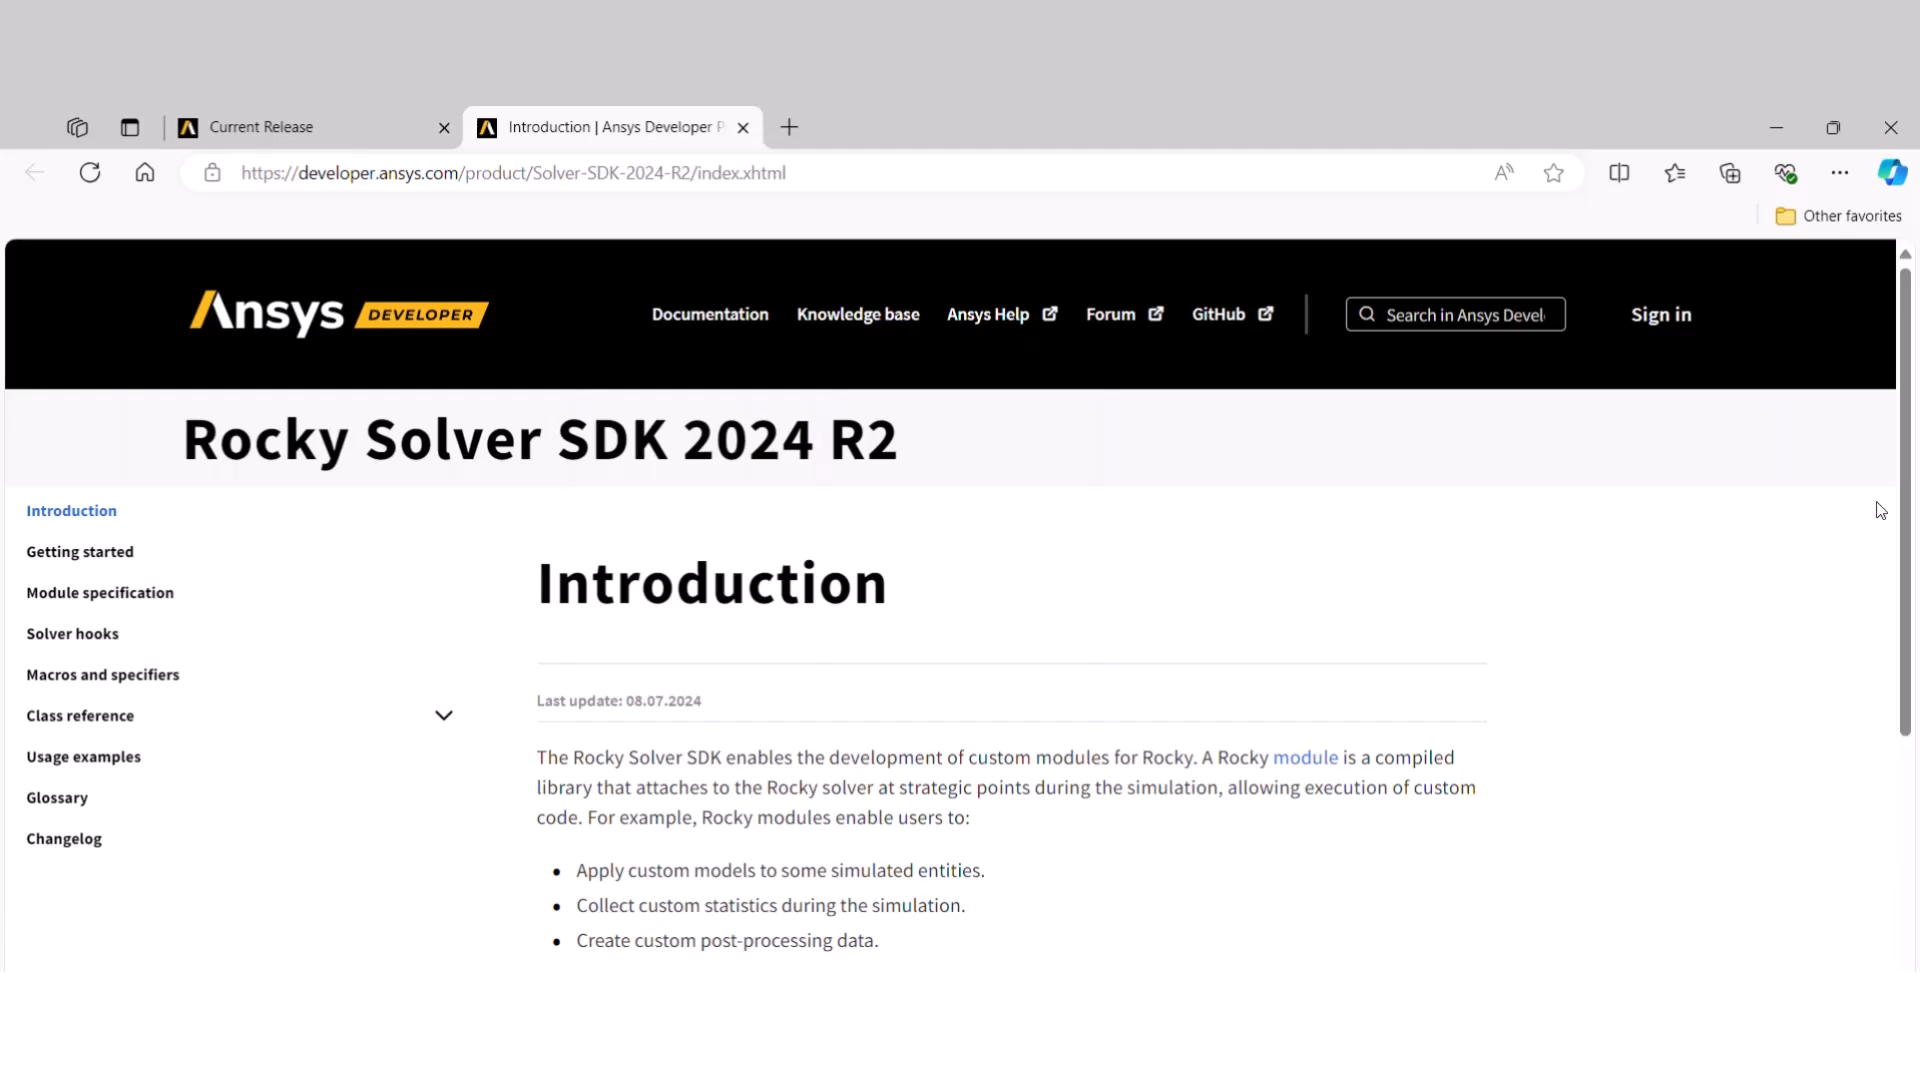 Current Release
Introduction | Ansys Developer P
https://developer.ansys.com/product/Solver-SDK-2024-R2/index.xhtml
Other favorites
Ansys DEVELOPER
Documentation
Knowledge base
Ansys Help
Forum
GitHub
Search in Ansys Devel
Sign in
Rocky Solver SDK 2024 R2
Introduction
Getting started
Module specification
Solver hooks
Macros and specifiers
Class reference
Usage examples
Glossary
Changelog
Introduction
Last update: 08.07.2024
The Rocky Solver SDK enables the development of custom modules for Rocky. A Rocky module is a compiled
library that attaches to the Rocky solver at strategic points during the simulation, allowing execution of custom
code. For example, Rocky modules enable users to:
• Apply custom models to some simulated entities.
• Collect custom statistics during the simulation.
• Create custom post-processing data.